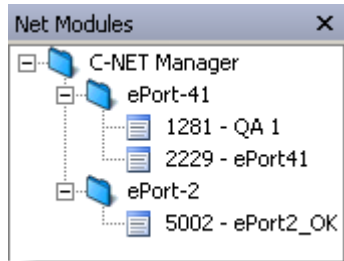 Net Modules
C-NET Manager
ePort-41
1281 - QA 1
2229 - ePort41
ePort-2
5002 - ePort2_OK